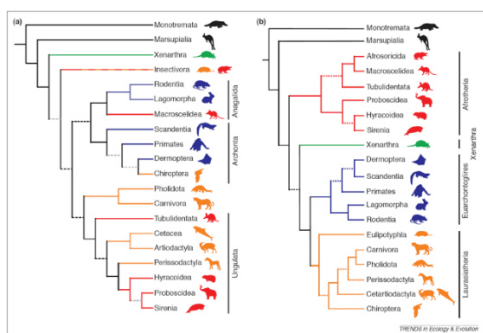 (a)
Monotremata
Marsupialia
Xenarthra
Insectivora
Rodentia
Lagomorpha
Macroscelidea
Scandentia
Primates
Dermoptera
Chiroptera
Pholidota
Carnivora
Tubulidentata
Cetacea
Artiodactyla
Perissodactyla
Hyracoidea
Proboscidea
Sirenia
Anagalida
Archonta
Ungulata
(b)
Monotremata
Marsupialia
Afrosoricida
Macroscelidea
Tubulidentata
Proboscidea
Hyracoidea
Sirenia
Xenarthra
Dermoptera
Scandentia
Primates
Lagomorpha
Rodentia
Eulipotyphla
Carnivora
Pholidota
Perissodactyla
Cetartiodactyla
Chiroptera
Afrotheria
Xenarthra
Euarchontoglires
Laurasiatheria
TRENDS in Ecology & Evolution